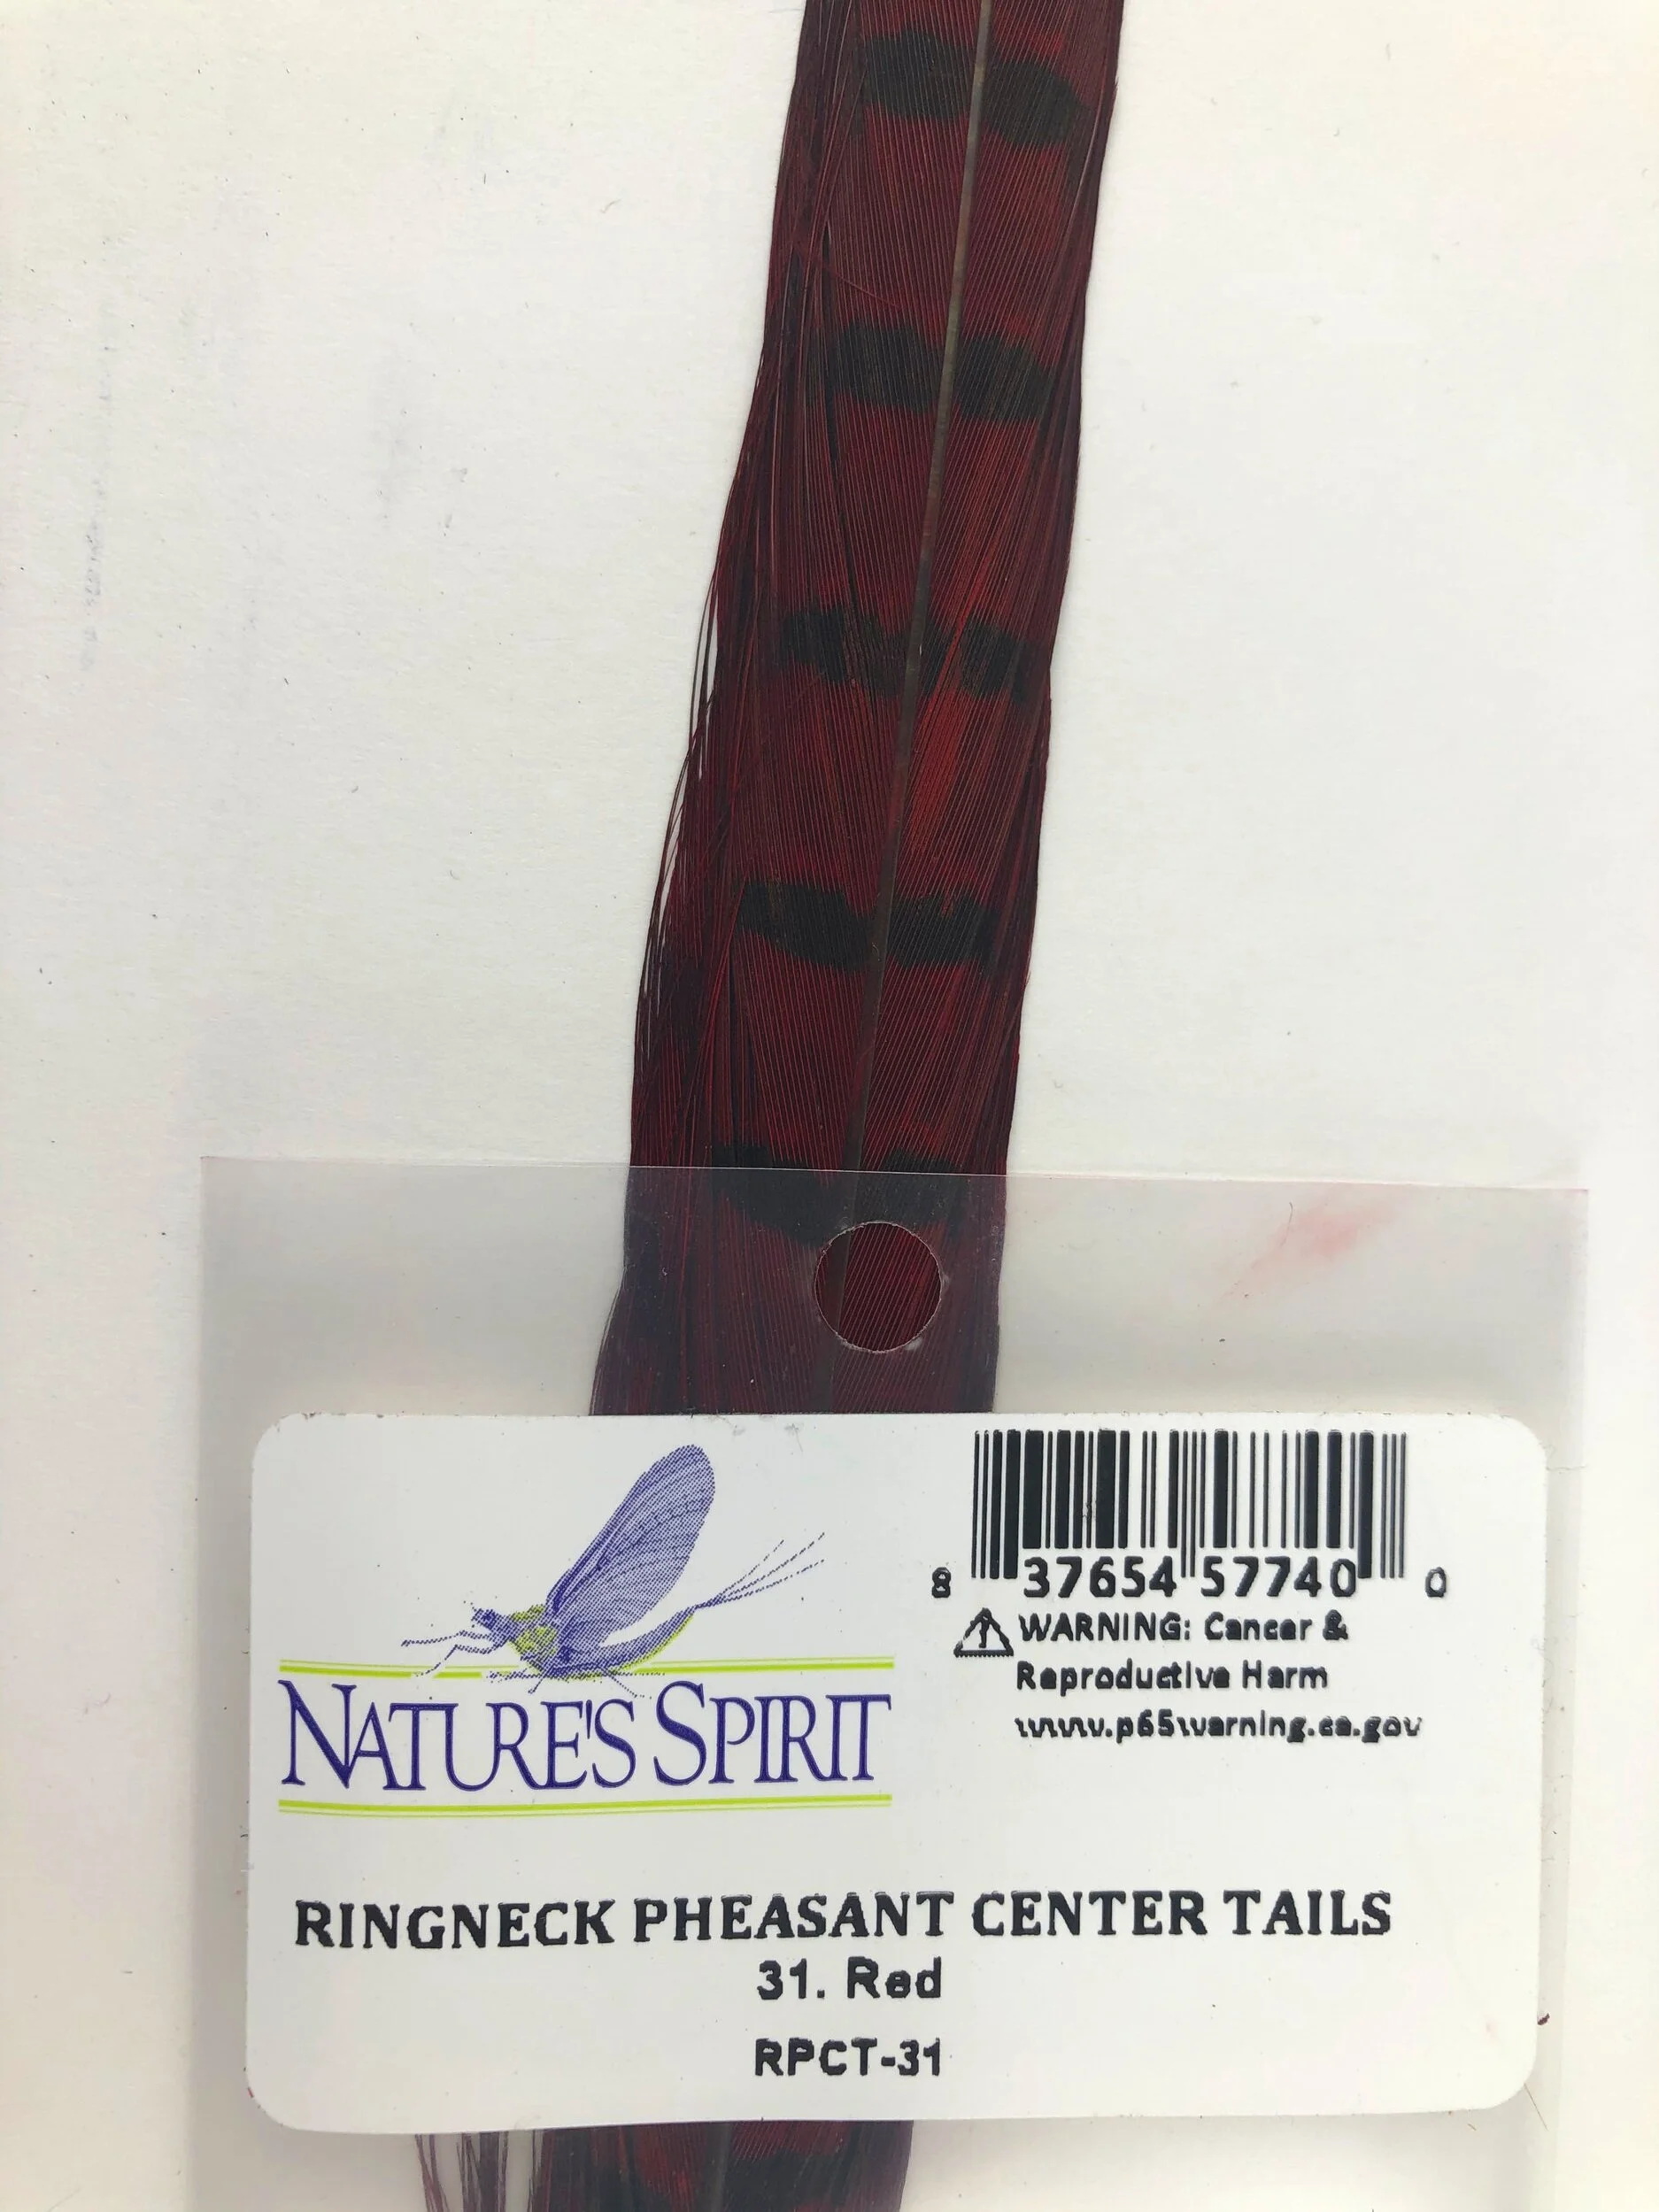 8 37654 57740 0
WARNING: Cancer &
Reproductive Harm
www.p65warning.ca.gov
NATURE'S SPIRIT
RINGNECK PHEASANT CENTER TAILS
31. Red
RPCT-31